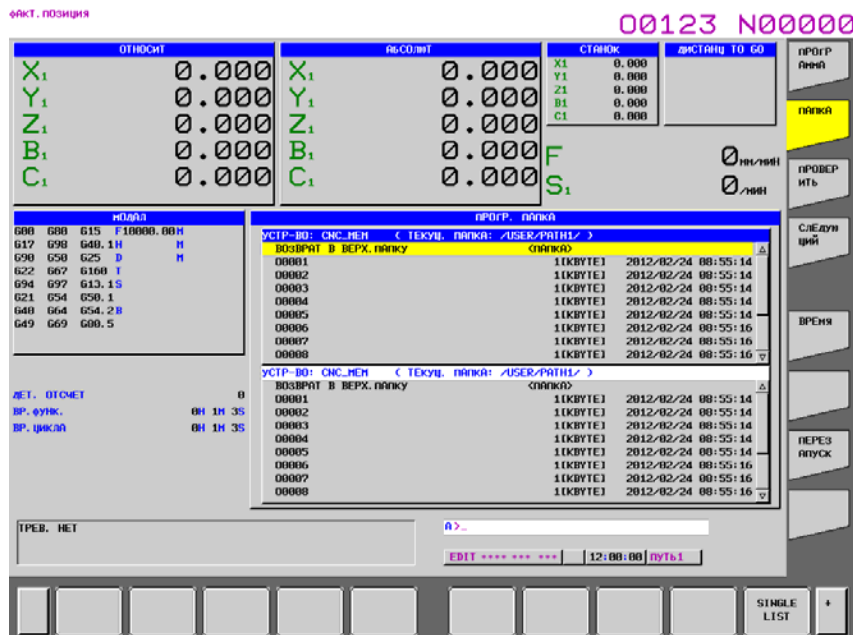 фАКТ.ПОЗИЦИЯ
O0123 N00000
ОТНОСИТ
X1 0.000
Y1 0.000
Z1 0.000
B1 0.000
C1 0.000
АБСОЛЮТ
X1 0.000
Y1 0.000
Z1 0.000
B1 0.000
C1 0.000
СТАНОК
X1 0.000
Y1 0.000
Z1 0.000
B1 0.000
C1 0.000
ДИСТАНЦ TO GO
F 0мм/мин
S1 0/мин
МОДАЛ
G00 G80 G15 F10000.00M
G17 G98 G40.1H M
G90 G50 G25 D M
G22 G67 G160 T
G94 G97 G13.1S
G21 G54 G50.1
G40 G64 G54.2B
G49 G69 G80.5
ДЕТ. ОТСЧЕТ 0
ВР.ФУНК. 0H 1M 3S
ВР.ЦИКЛА 0H 1M 3S
ПРОГР. ПАПКА
УСТР-ВО: CNC_MEM ( ТЕКУЩ. ПАПКА: /USER/PATH1/ )
ВОЗВРАТ В ВЕРХ.ПАПКУ <ПАПКА>
O0001 1[KBYTE] 2012/02/24 08:55:14
O0002 1[KBYTE] 2012/02/24 08:55:14
O0003 1[KBYTE] 2012/02/24 08:55:14
O0004 1[KBYTE] 2012/02/24 08:55:14
O0005 1[KBYTE] 2012/02/24 08:55:14
O0006 1[KBYTE] 2012/02/24 08:55:16
O0007 1[KBYTE] 2012/02/24 08:55:16
O0008 1[KBYTE] 2012/02/24 08:55:16
УСТР-ВО: CNC_MEM ( ТЕКУЩ. ПАПКА: /USER/PATH1/ )
ВОЗВРАТ В ВЕРХ.ПАПКУ <ПАПКА>
O0001 1[KBYTE] 2012/02/24 08:55:14
O0002 1[KBYTE] 2012/02/24 08:55:14
O0003 1[KBYTE] 2012/02/24 08:55:14
O0004 1[KBYTE] 2012/02/24 08:55:14
O0005 1[KBYTE] 2012/02/24 08:55:14
O0006 1[KBYTE] 2012/02/24 08:55:16
O0007 1[KBYTE] 2012/02/24 08:55:16
O0008 1[KBYTE] 2012/02/24 08:55:16
ТРЕВ. НЕТ
A>_
EDIT **** *** *** 12:00:00 ПУТЬ1
ПРОГР
АММА
ПАПКА
ПРОВЕР
ИТЬ
СЛЕДУЮ
ЩИЙ
ВРЕМЯ
ПЕРЕЗ
АПУСК
SINGLE
LIST
+